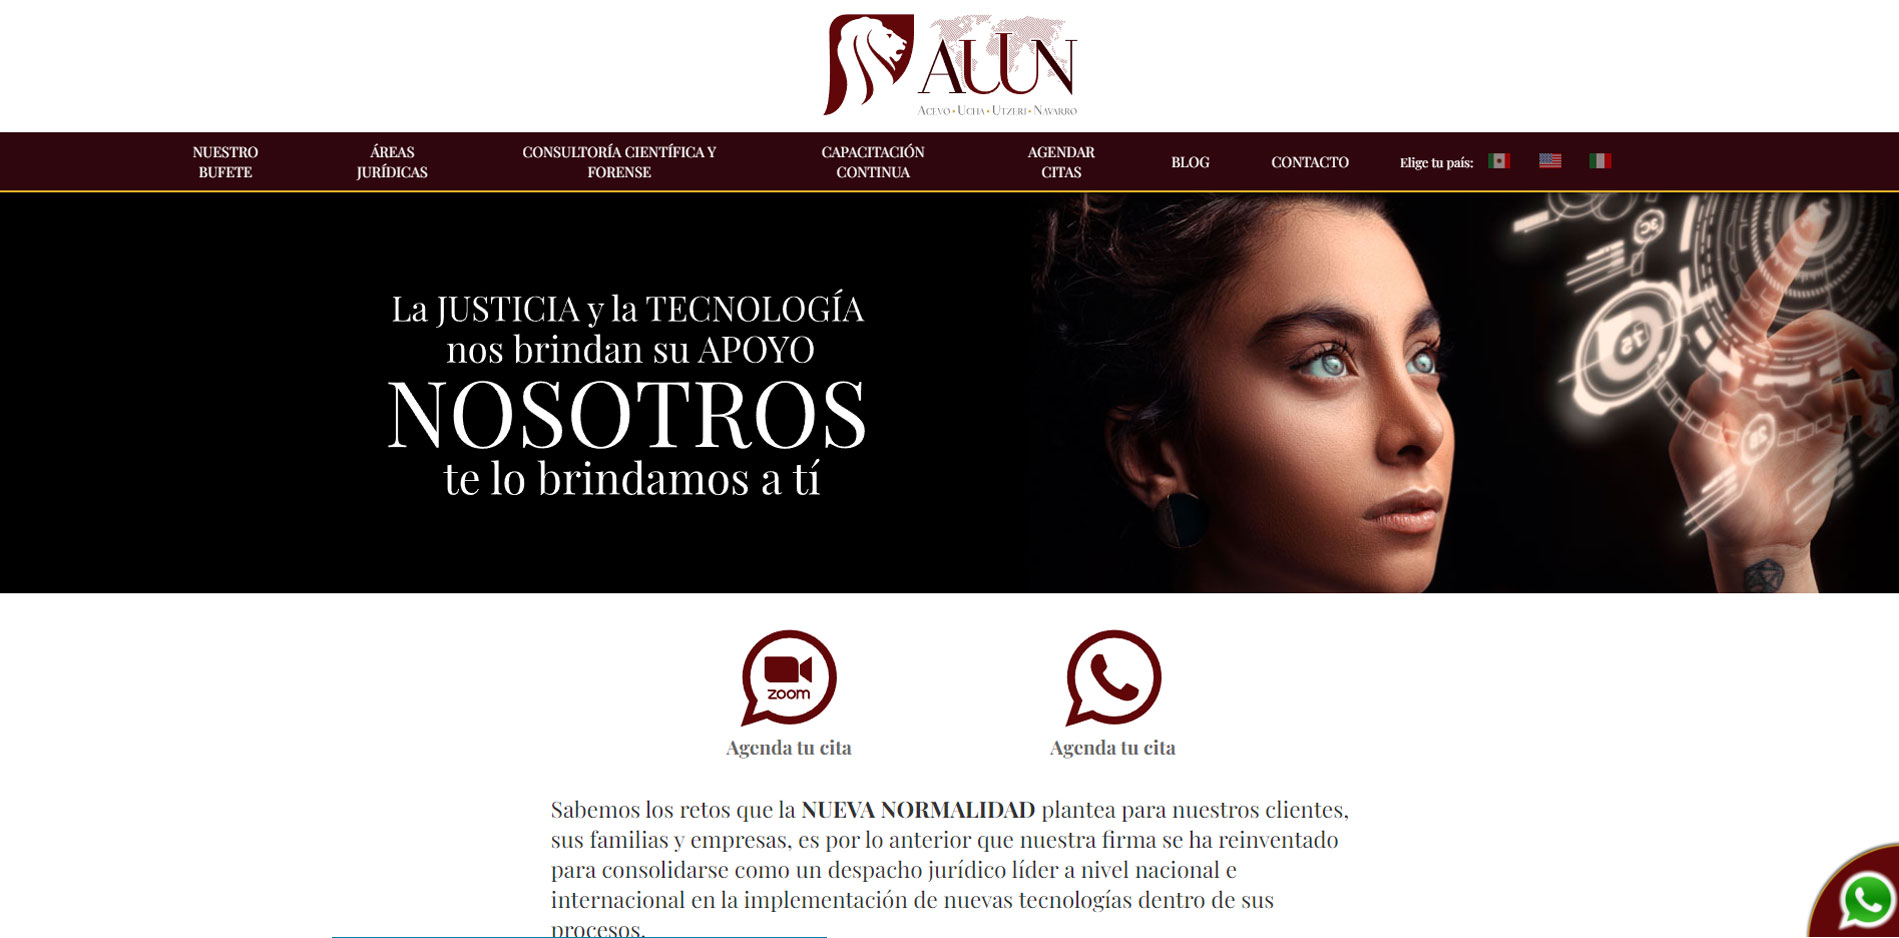 AUUN
Acevo • Ucha • Utzeri • Navarro
NUESTRO
BUFETE
ÁREAS
JURÍDICAS
CONSULTORÍA CIENTÍFICA Y
FORENSE
CAPACITACIÓN
CONTINUA
AGENDAR
CITAS
BLOG
CONTACTO
Elige tu país:
La JUSTICIA y la TECNOLOGÍA
nos brindan su APOYO
NOSOTROS
te lo brindamos a tí
zoom
Agenda tu cita
Agenda tu cita
Sabemos los retos que la NUEVA NORMALIDAD plantea para nuestros clientes,
sus familias y empresas, es por lo anterior que nuestra firma se ha reinventado
para consolidarse como un despacho jurídico líder a nivel nacional e
internacional en la implementación de nuevas tecnologías dentro de sus
procesos.